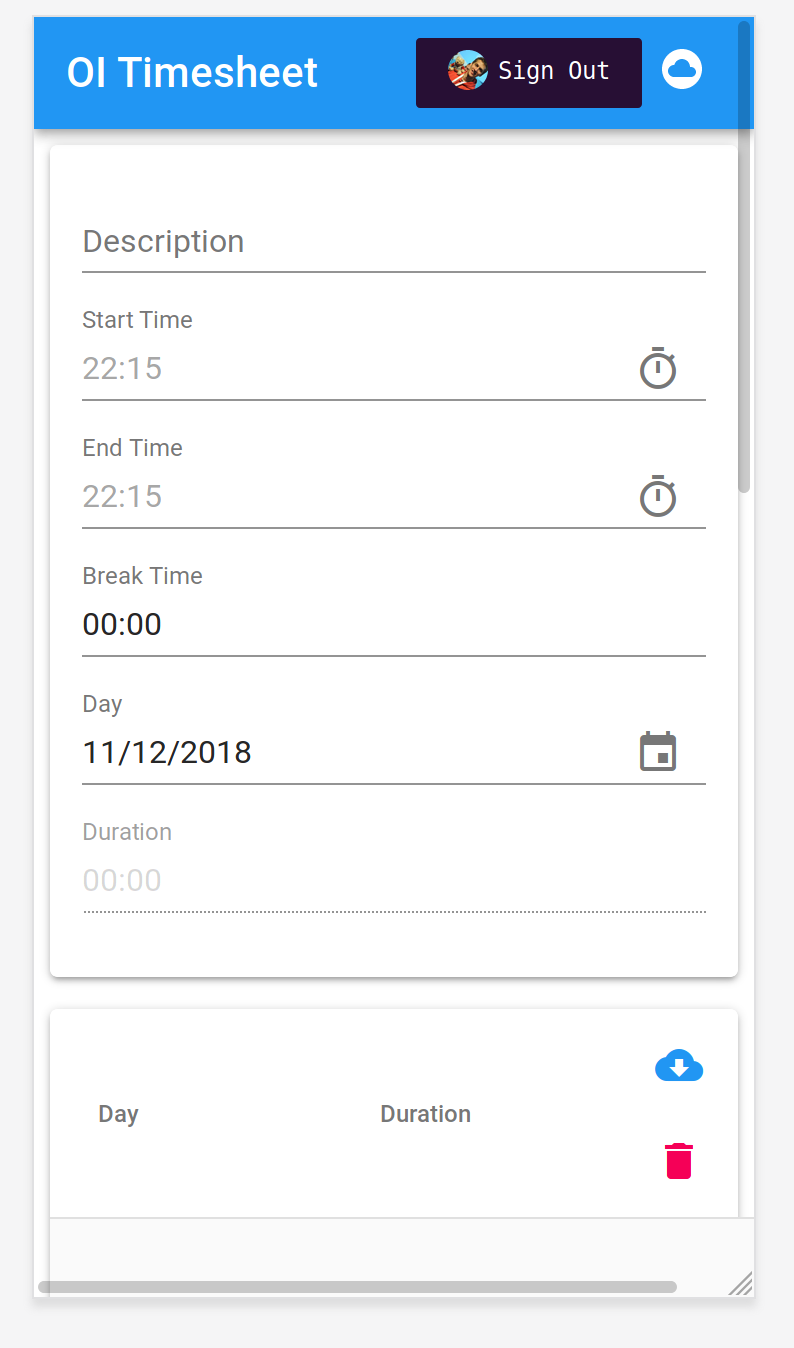 OI Timesheet
Sign Out
Description
Start Time
22:15
End Time
22:15
Break Time
00:00
Day
11/12/2018
Duration
00:00
Day Duration